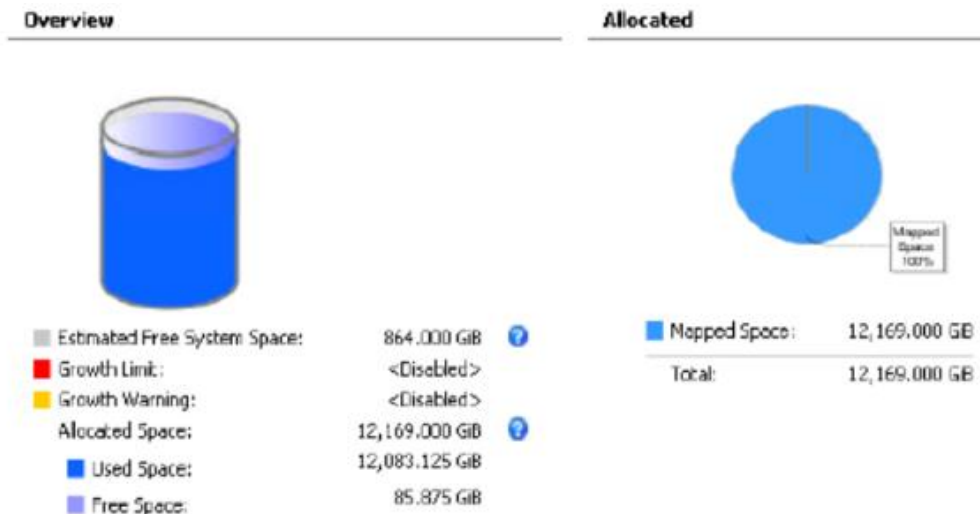 Overview
Estimated Free System Space: 864.000 GiB
Growth Limit: <Disabled>
Growth Warning: <Disabled>
Allocated Space: 12,169.000 GiB
Used Space: 12,083.125 GiB
Free Space: 85.875 GiB
Allocated
Mapped
Space
100%
Mapped Space: 12,169.000 GiB
Total: 12,169.000 GiB